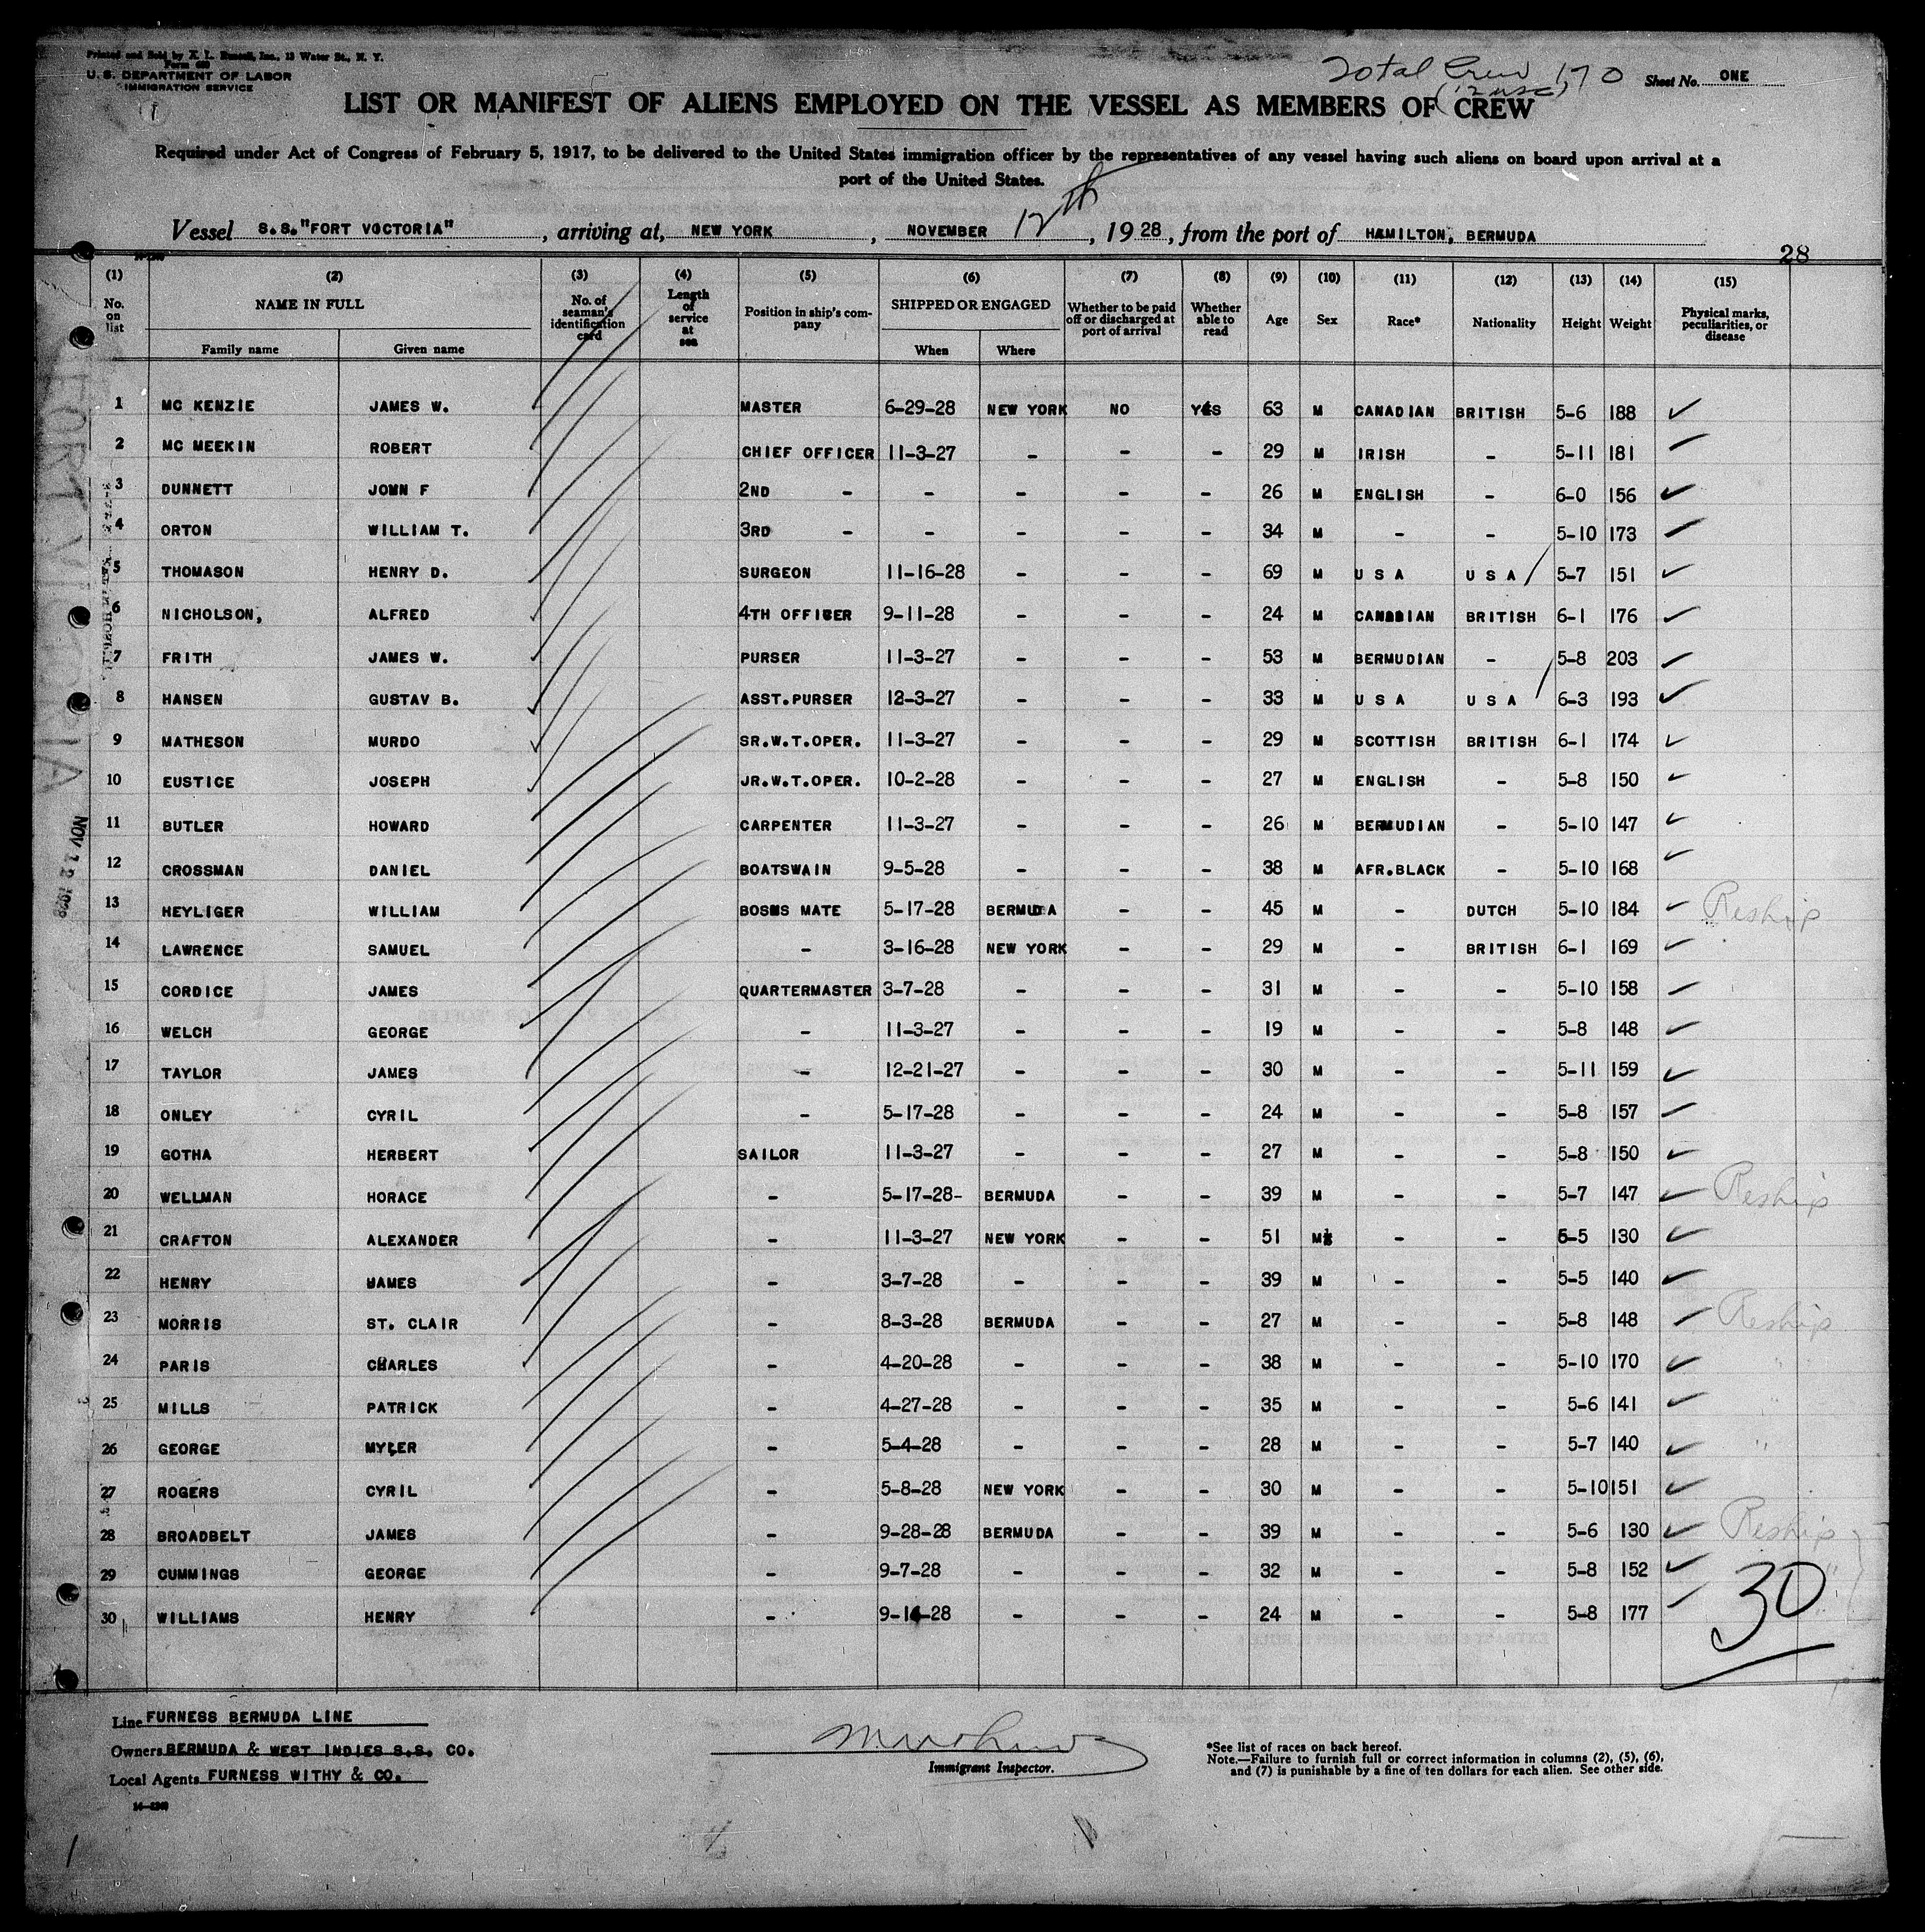 Printed and Sold by X. L. Russell, Inc., 13 Water St., N. Y.
U. S. DEPARTMENT OF LABOR
IMMIGRATION SERVICE
Total Crew 170
Sheet No. ONE
LIST OR MANIFEST OF ALIENS EMPLOYED ON THE VESSEL AS MEMBERS OF CREW
Required under Act of Congress of February 5, 1917, to be delivered to the United States immigration officer by the representatives of any vessel having such aliens on board upon arrival at a
port of the United States.
Vessel S.S."FORT VOCTORIA", arriving at, NEW YORK, NOVEMBER 12th, 1928, from the port of HAMILTON, BERMUDA
28
(1) (2) (3) (4) (5) (6) (7) (8) (9) (10) (11) (12) (13) (14) (15)
No. on list NAME IN FULL Family name Given name No. of seaman's identification card Length of service at sea Position in ship's company SHIPPED OR ENGAGED When Where Whether to be paid off or discharged at port of arrival Whether able to read Age Sex Race* Nationality Height Weight Physical marks, peculiarities, or disease
1 MC KENZIE JAMES W. MASTER 6-29-28 NEW YORK NO YES 63 M CANADIAN BRITISH 5-6 188
2 MC MEEKIN ROBERT CHIEF OFFICER 11-3-27 - - - 29 M IRISH - 5-11 181
3 DUNNETT JOHN F 2ND - - - - - 26 M ENGLISH - 6-0 156
4 ORTON WILLIAM T. 3RD - - - - - 34 M - - 5-10 173
5 THOMASON HENRY D. SURGEON 11-16-28 - - - 69 M U S A U S A 5-7 151
6 NICHOLSON, ALFRED 4TH OFFICER 9-11-28 - - - 24 M CANADIAN BRITISH 6-1 176
7 FRITH JAMES W. PURSER 11-3-27 - - - 53 M BERMUDIAN - 5-8 203
8 HANSEN GUSTAV B. ASST.PURSER 12-3-27 - - - 33 M U S A U S A 6-3 193
9 MATHESON MURDO SR.W.T.OPER. 11-3-27 - - - 29 M SCOTTISH BRITISH 6-1 174
10 EUSTICE JOSEPH JR.W.T.OPER. 10-2-28 - - - 27 M ENGLISH - 5-8 150
11 BUTLER HOWARD CARPENTER 11-3-27 - - - 26 M BERMUDIAN - 5-10 147
12 CROSSMAN DANIEL BOATSWAIN 9-5-28 - - - 38 M AFR.BLACK - 5-10 168
13 HEYLIGER WILLIAM BOSNS MATE 5-17-28 BERMUDA - - 45 M - DUTCH 5-10 184 Reship
14 LAWRENCE SAMUEL - 3-16-28 NEW YORK - - 29 M - BRITISH 6-1 169
15 CORDICE JAMES QUARTERMASTER 3-7-28 - - - 31 M - - 5-10 158
16 WELCH GEORGE - 11-3-27 - - - 19 M - - 5-8 148
17 TAYLOR JAMES - 12-21-27 - - - 30 M - - 5-11 159
18 ONLEY CYRIL - 5-17-28 - - - 24 M - - 5-8 157
19 GOTHA HERBERT SAILOR 11-3-27 - - - 27 M - - 5-8 150
20 WELLMAN HORACE - 5-17-28- BERMUDA - - 39 M - - 5-7 147 Reship
21 CRAFTON ALEXANDER - 11-3-27 NEW YORK - - 51 M - - 5-5 130
22 HENRY JAMES - 3-7-28 - - - 39 M - - 5-5 140
23 MORRIS ST. CLAIR - 8-3-28 BERMUDA - - 27 M - - 5-8 148 Reship
24 PARIS CHARLES - 4-20-28 - - - 38 M - - 5-10 170 "
25 MILLS PATRICK - 4-27-28 - - - 35 M - - 5-6 141 "
26 GEORGE MYLER - 5-4-28 - - - 28 M - - 5-7 140 "
27 ROGERS CYRIL - 5-8-28 NEW YORK - - 30 M - - 5-10 151
28 BROADBELT JAMES - 9-28-28 BERMUDA - - 39 M - - 5-6 130 Reship
29 CUMMINGS GEORGE - 9-7-28 - - - 32 M - - 5-8 152 "
30 WILLIAMS HENRY - 9-14-28 - - - 24 M - - 5-8 177 "
30
FORT VICTORIA
NOV 12 1928
Line FURNESS BERMUDA LINE
Owners BERMUDA & WEST INDIES S.S. CO.
Local Agents FURNESS WITHY & CO.
Immigrant Inspector.
*See list of races on back hereof.
Note.—Failure to furnish full or correct information in columns (2), (5), (6),
and (7) is punishable by a fine of ten dollars for each alien. See other side.